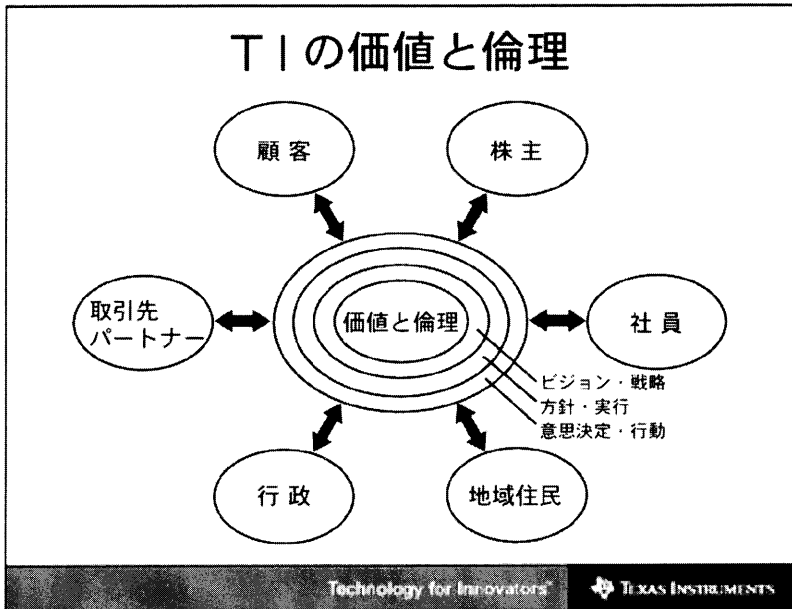 TIの価値と倫理
顧客
株主
取引先
パートナー
価値と倫理
社員
ビジョン・戦略
方針・実行
意思決定・行動
行政
地域住民
Technology for Innovators™
TEXAS INSTRUMENTS